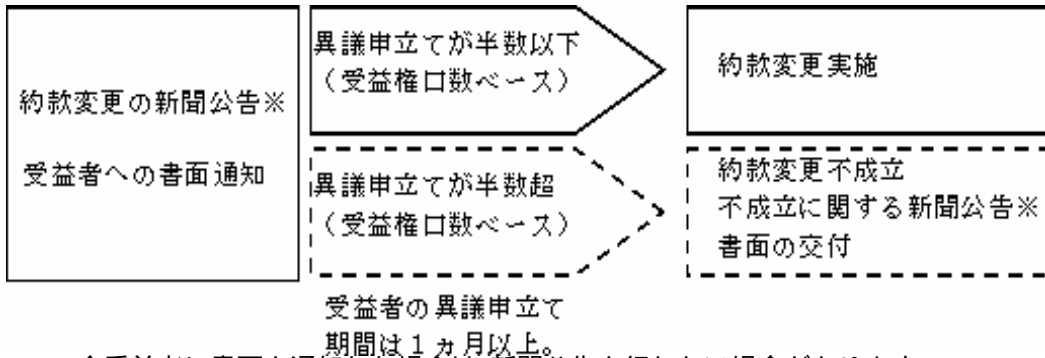 約款変更の新聞公告※
受益者への書面通知
異議申立てが半数以下
（受益権口数ベース）
約款変更実施
異議申立てが半数超
（受益権口数ベース）
約款変更不成立
不成立に関する新聞公告※
書面の交付
受益者の異議申立て
期間は１ヵ月以上。